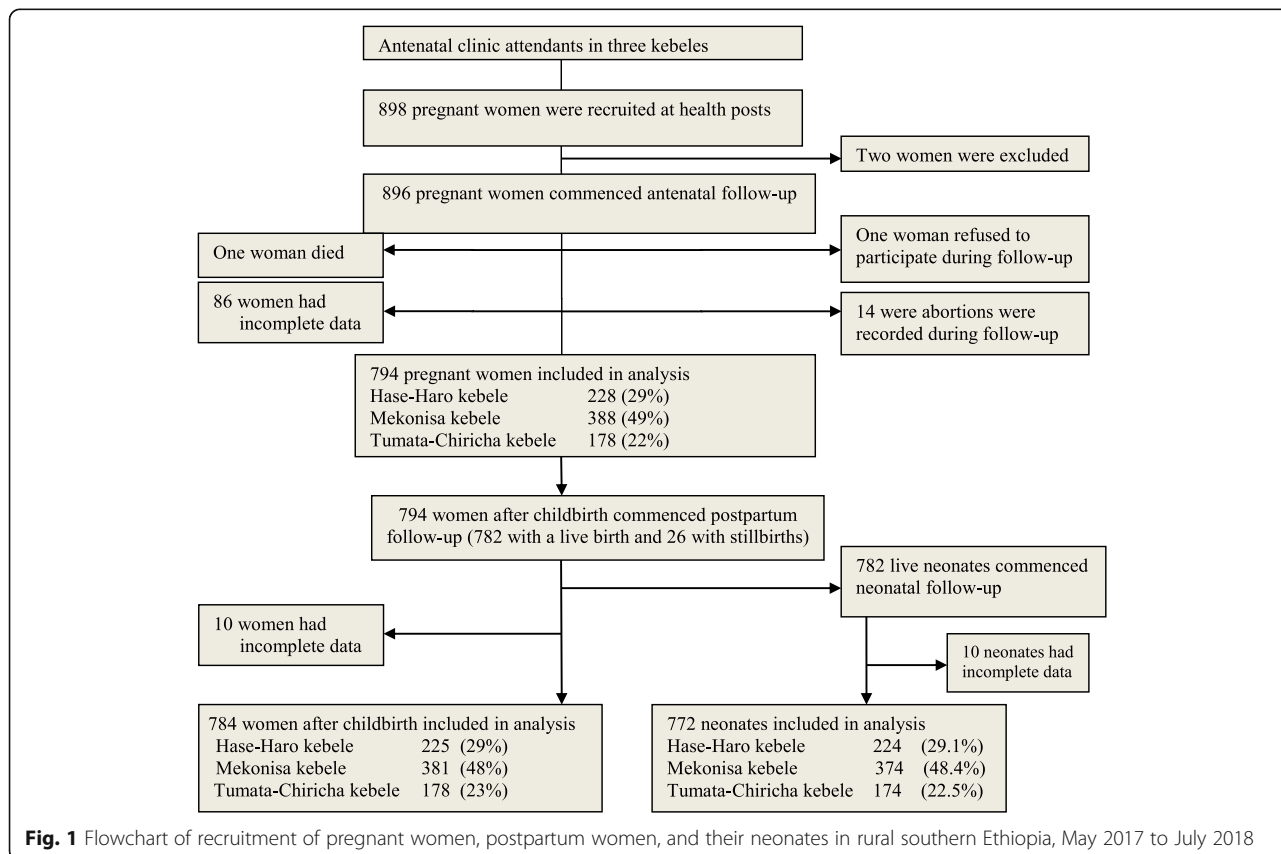 Antenatal clinic attendants in three kebeles
898 pregnant women were recruited at health posts
Two women were excluded
896 pregnant women commenced antenatal follow-up
One woman died
One woman refused to
participate during follow-up
86 women had
incomplete data
14 were abortions were
recorded during follow-up
794 pregnant women included in analysis
Hase-Haro kebele 228 (29%)
Mekonisa kebele 388 (49%)
Tumata-Chiricha kebele 178 (22%)
794 women after childbirth commenced postpartum
follow-up (782 with a live birth and 26 with stillbirths)
782 live neonates commenced
neonatal follow-up
10 women had
incomplete data
10 neonates had
incomplete data
784 women after childbirth included in analysis
Hase-Haro kebele 225 (29%)
Mekonisa kebele 381 (48%)
Tumata-Chiricha kebele 178 (23%)
772 neonates included in analysis
Hase-Haro kebele 224 (29.1%)
Mekonisa kebele 374 (48.4%)
Tumata-Chiricha kebele 174 (22.5%)
Fig. 1 Flowchart of recruitment of pregnant women, postpartum women, and their neonates in rural southern Ethiopia, May 2017 to July 2018